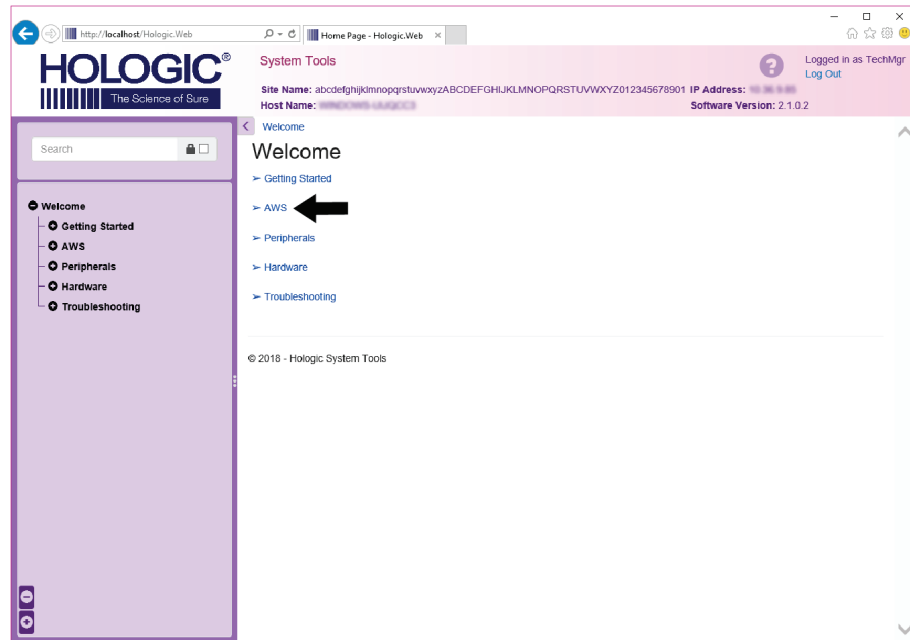 http://localhost/Hologic.Web
Home Page - Hologic.Web
HOLOGIC®
The Science of Sure
System Tools
Logged in as TechMgr
Log Out
Site Name: abcdefghijklmnopqrstuvwxyzABCDEFGHIJKLMNOPQRSTUVWXYZ012345678901 IP Address:
Host Name:
Software Version: 2.1.0.2
Search
Welcome
Getting Started
AWS
Peripherals
Hardware
Troubleshooting
Welcome
Welcome
Getting Started
AWS
Peripherals
Hardware
Troubleshooting
© 2018 - Hologic System Tools